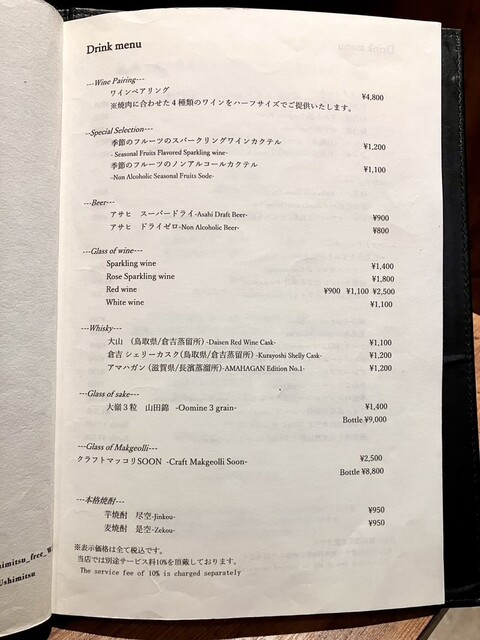 Drink menu
---Wine Pairing---
ワインペアリング
※焼肉に合わせた４種類のワインをハーフサイズでご提供いたします。 ¥4,800
---Special Selection---
季節のフルーツのスパークリングワインカクテル ¥1,200
- Seasonal Fruits Flavored Sparkling wine-
季節のフルーツのノンアルコールカクテル ¥1,100
-Non Alcoholic Seasonal Fruits Sode-
---Beer---
アサヒ　スーパードライ-Asahi Draft Beer- ¥900
アサヒ　ドライゼロ-Non Alcoholic Beer- ¥800
---Glass of wine---
Sparkling wine ¥1,400
Rose Sparkling wine ¥1,800
Red wine ¥900 ¥1,100 ¥2,500
White wine ¥1,100
---Whisky---
大山　(鳥取県/倉吉蒸留所) -Daisen Red Wine Cask- ¥1,100
倉吉 シェリーカスク(鳥取県/倉吉蒸留所) -Kurayoshi Shelly Cask- ¥1,200
アマハガン (滋賀県/長濱蒸溜所) -AMAHAGAN Edition No.1- ¥1,200
---Glass of sake---
大嶺３粒　山田錦　-Oomine 3 grain- ¥1,400
Bottle ¥9,000
---Glass of Makgeolli---
クラフトマッコリSOON -Craft Makgeolli Soon- ¥2,500
Bottle ¥8,800
---本格焼酎---
芋焼酎　尽空-Jinkou- ¥950
麦焼酎　是空-Zekou- ¥950
※表示価格は全て税込です。
当店では別途サービス料10%を頂戴しております。
The service fee of 10% is charged separately